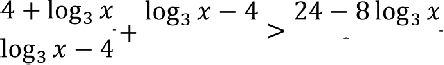 4 + log₃ x + log₃ x − 4 > 24 − 8 log₃ x
log₃ x − 4